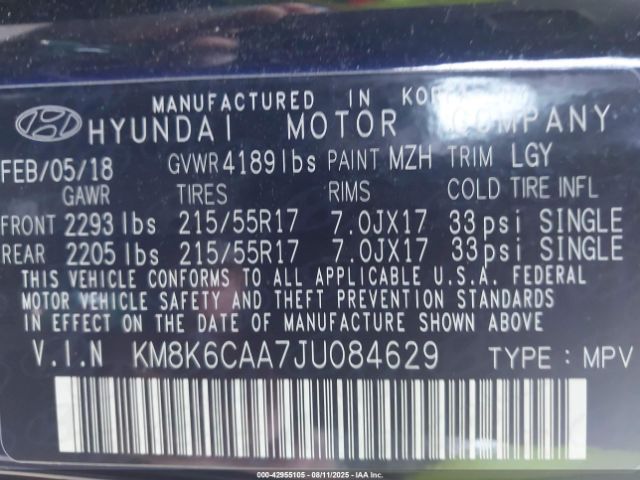 MANUFACTURED IN KOREA
HYUNDAI MOTOR COMPANY
FEB/05/18 GVWR 4189lbs PAINT MZH TRIM LGY
GAWR TIRES RIMS COLD TIRE INFL
FRONT 2293 lbs 215/55R17 7.0JX17 33 psi SINGLE
REAR 2205 lbs 215/55R17 7.0JX17 33 psi SINGLE
THIS VEHICLE CONFORMS TO ALL APPLICABLE U.S.A. FEDERAL
MOTOR VEHICLE SAFETY AND THEFT PREVENTION STANDARDS
IN EFFECT ON THE DATE OF MANUFACTURE SHOWN ABOVE.
V.I.N KM8K6CAA7JU084629 TYPE : MPV
000-42955105 - 08/11/2025 - IAA Inc.